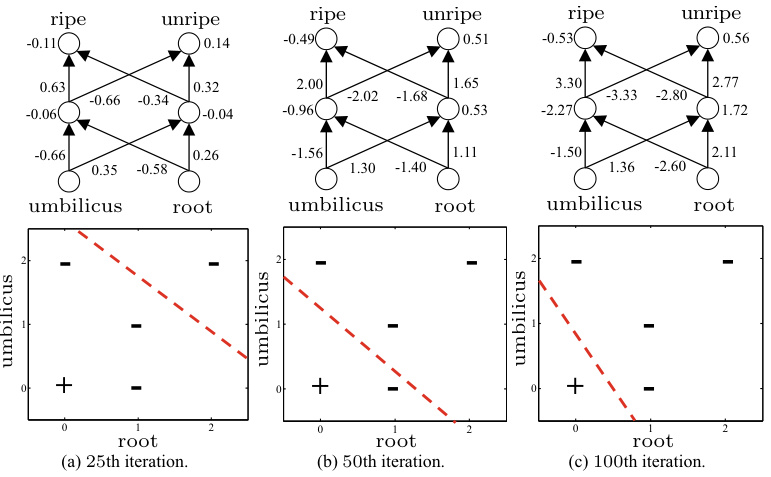 ripe unripe
-0.11 0.14
0.63 -0.66 -0.34 0.32
-0.06 -0.04
-0.66 0.35 -0.58 0.26
umbilicus root
2
1
0
umbilicus
0 1 2
root
(a) 25th iteration.
ripe unripe
-0.49 0.51
2.00 -2.02 -1.68 1.65
-0.96 0.53
-1.56 1.30 -1.40 1.11
umbilicus root
2
1
0
umbilicus
0 1 2
root
(b) 50th iteration.
ripe unripe
-0.53 0.56
3.30 -3.33 -2.80 2.77
-2.27 1.72
-1.50 1.36 -2.60 2.11
umbilicus root
2
1
0
umbilicus
0 1 2
root
(c) 100th iteration.